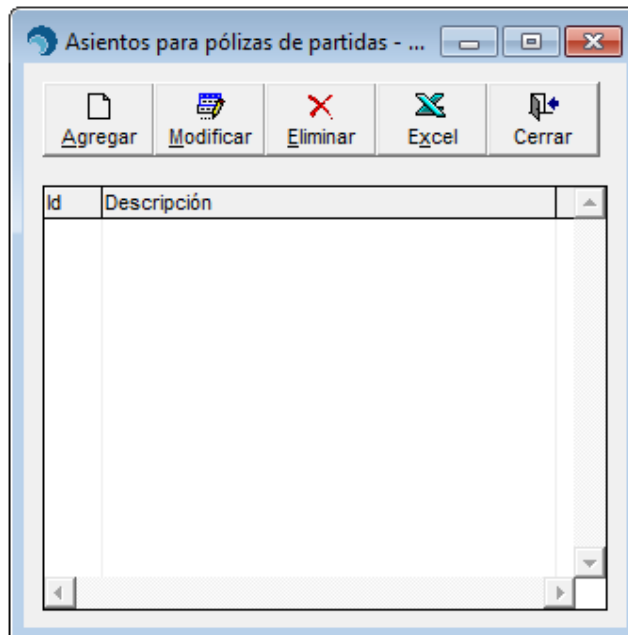 Asientos para pólizas de partidas - ...
Agregar Modificar Eliminar Excel Cerrar
Id Descripción